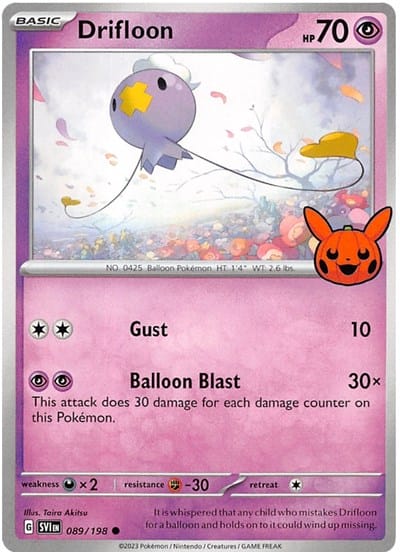 BASIC
Drifloon
HP 70
NO. 0425 Balloon Pokémon HT: 1'4" WT: 2.6 lbs.
Gust 10
Balloon Blast 30×
This attack does 30 damage for each damage counter on
this Pokémon.
weakness ×2 resistance -30 retreat
Illus. Taira Akitsu
G SVI EN 089/198
It is whispered that any child who mistakes Drifloon
for a balloon and holds on to it could wind up missing.
©2023 Pokémon / Nintendo / Creatures / GAME FREAK